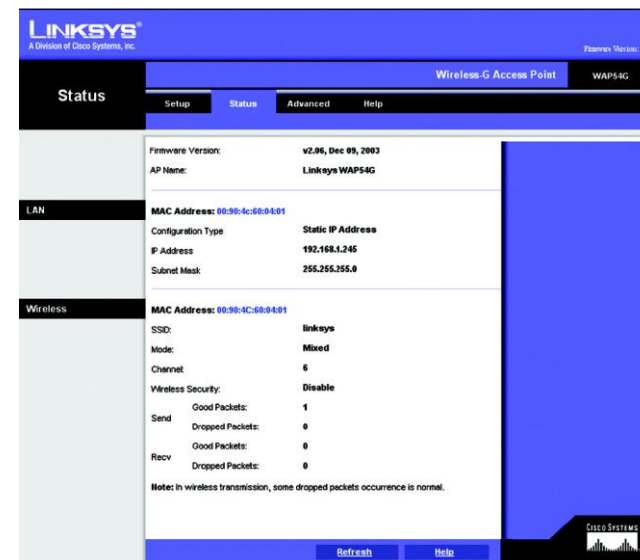 LINKSYS®
A Division of Cisco Systems, Inc.
Firmware Version:
Wireless-G Access Point WAP54G
Status
Setup Status Advanced Help
Firmware Version: v2.06, Dec 09, 2003
AP Name: Linksys WAP54G
LAN
MAC Address: 00:90:4c:60:04:01
Configuration Type Static IP Address
IP Address 192.168.1.245
Subnet Mask 255.255.255.0
Wireless
MAC Address: 00:90:4C:60:04:01
SSID: linksys
Mode: Mixed
Channel: 6
Wireless Security: Disable
Send
Good Packets: 1
Dropped Packets: 0
Recv
Good Packets: 0
Dropped Packets: 0
Note: In wireless transmission, some dropped packets occurrence is normal.
Refresh Help
CISCO SYSTEMS